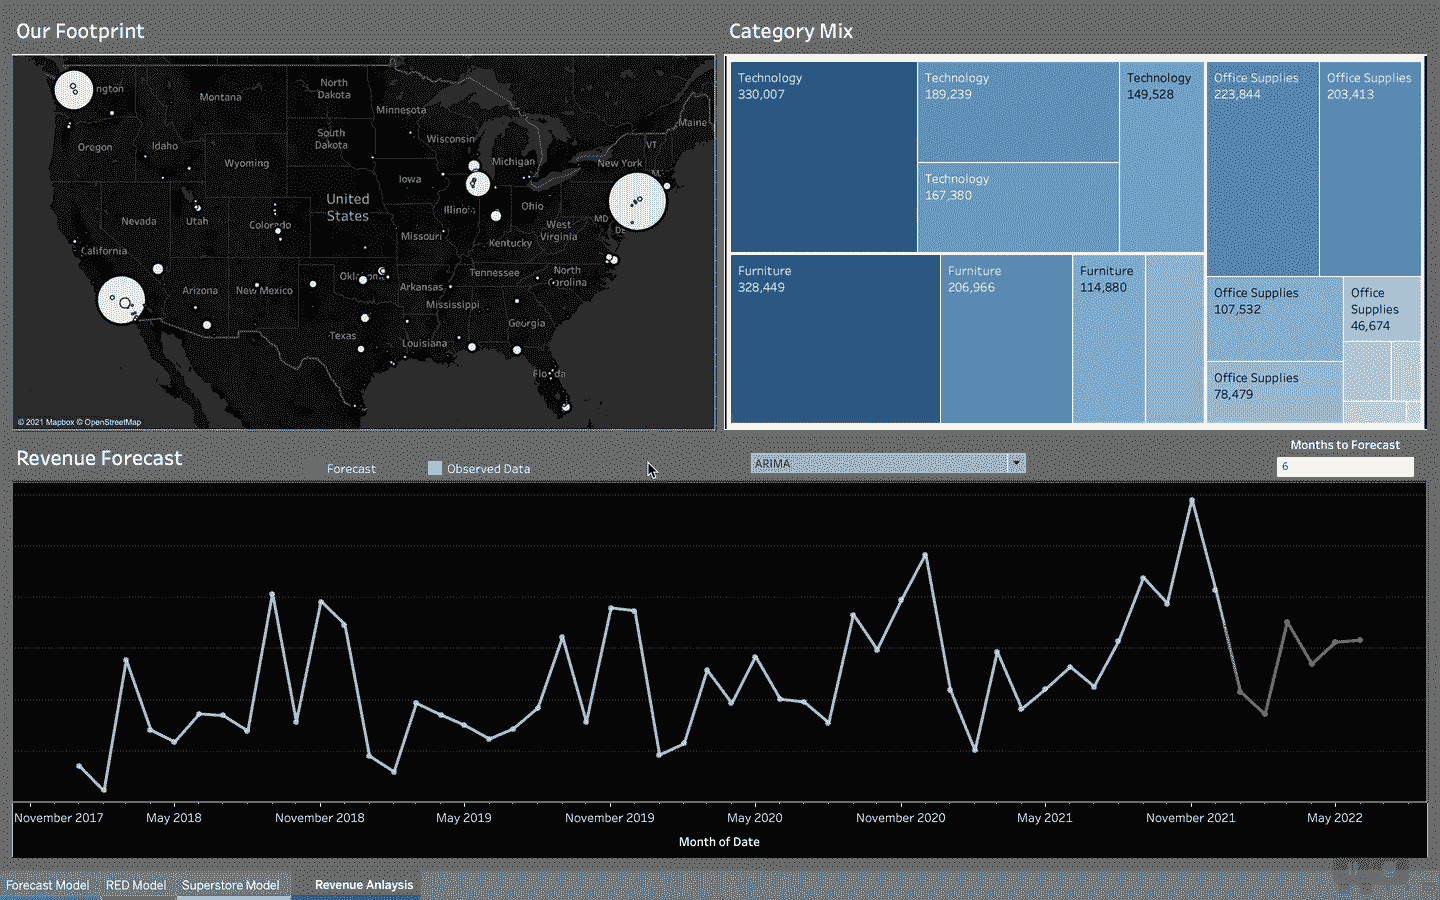 Our Footprint
ngton
Montana
North
Dakota
Minnesota
Maine
Oregon
Idaho
South
Dakota
Wisconsin
VT
Wyoming
Michigan
New York
Iowa
Nevada
Utah
Colorado
United
States
Illinois
Ohio
MD
DE
West
Virginia
Missouri
Kentucky
California
Arizona
New Mexico
Oklahoma
Arkansas
Tennessee
North
Carolina
Mississippi
Georgia
Texas
Louisiana
Florida
© 2021 Mapbox © OpenStreetMap
Category Mix
Technology
330,007
Technology
189,239
Technology
167,380
Technology
149,528
Furniture
328,449
Furniture
206,966
Furniture
114,880
Office Supplies
223,844
Office Supplies
203,413
Office Supplies
107,532
Office Supplies
78,479
Office
Supplies
46,674
Revenue Forecast
Forecast
Observed Data
ARIMA
Months to Forecast
6
November 2017
May 2018
November 2018
May 2019
November 2019
May 2020
November 2020
May 2021
November 2021
May 2022
Month of Date
Forecast Model
RED Model
Superstore Model
Revenue Anlaysis